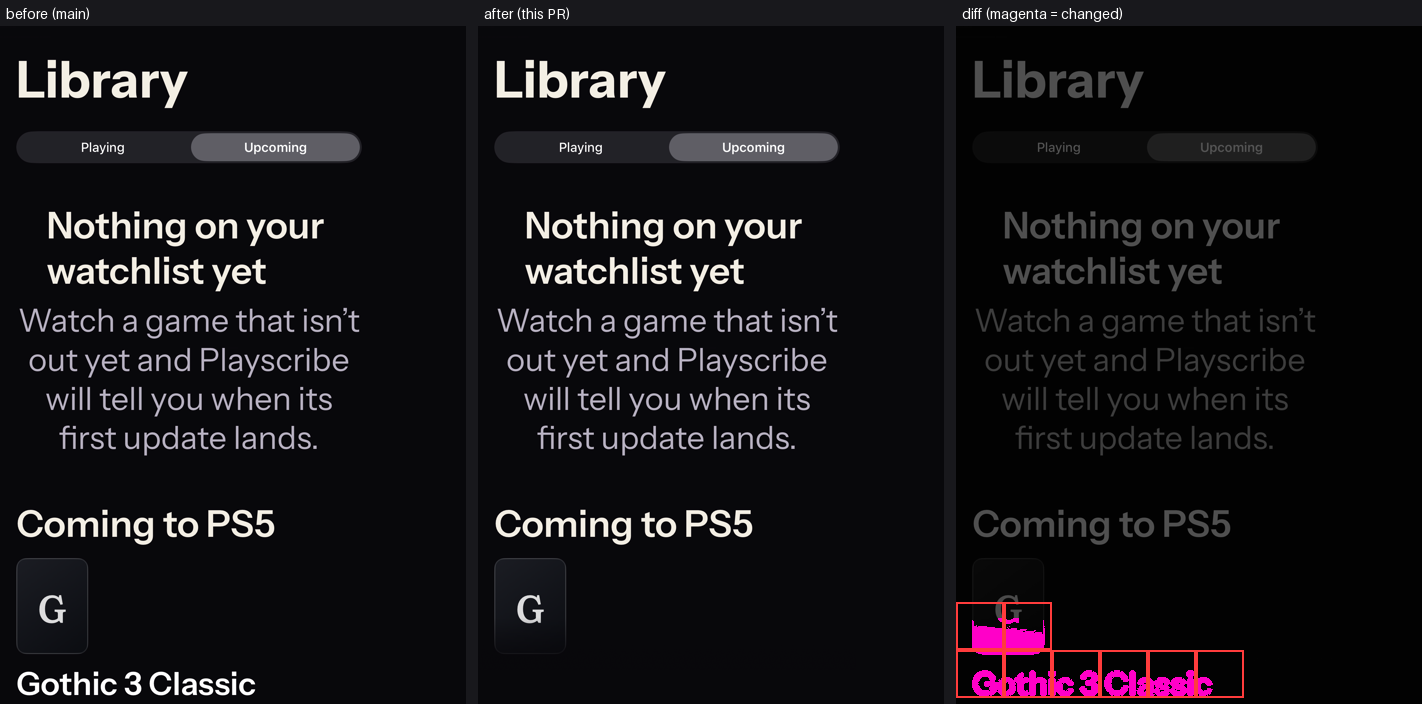 before (main)
Library
Playing Upcoming
Nothing on your
watchlist yet
Watch a game that isn’t
out yet and Playscribe
will tell you when its
first update lands.
Coming to PS5
G
Gothic 3 Classic
after (this PR)
Library
Playing Upcoming
Nothing on your
watchlist yet
Watch a game that isn’t
out yet and Playscribe
will tell you when its
first update lands.
Coming to PS5
G
diff (magenta = changed)
Library
Playing Upcoming
Nothing on your
watchlist yet
Watch a game that isn’t
out yet and Playscribe
will tell you when its
first update lands.
Coming to PS5
G
Gothic 3 Classic